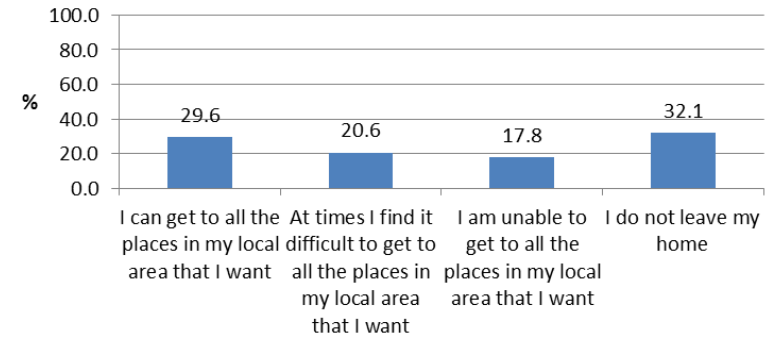 100.0
80.0
60.0
40.0
20.0
0.0
%
29.6
20.6
17.8
32.1
I can get to all the
places in my local
area that I want
At times I find it
difficult to get to
all the places in
my local area
that I want
I am unable to
get to all the
places in my local
area that I want
I do not leave my
home